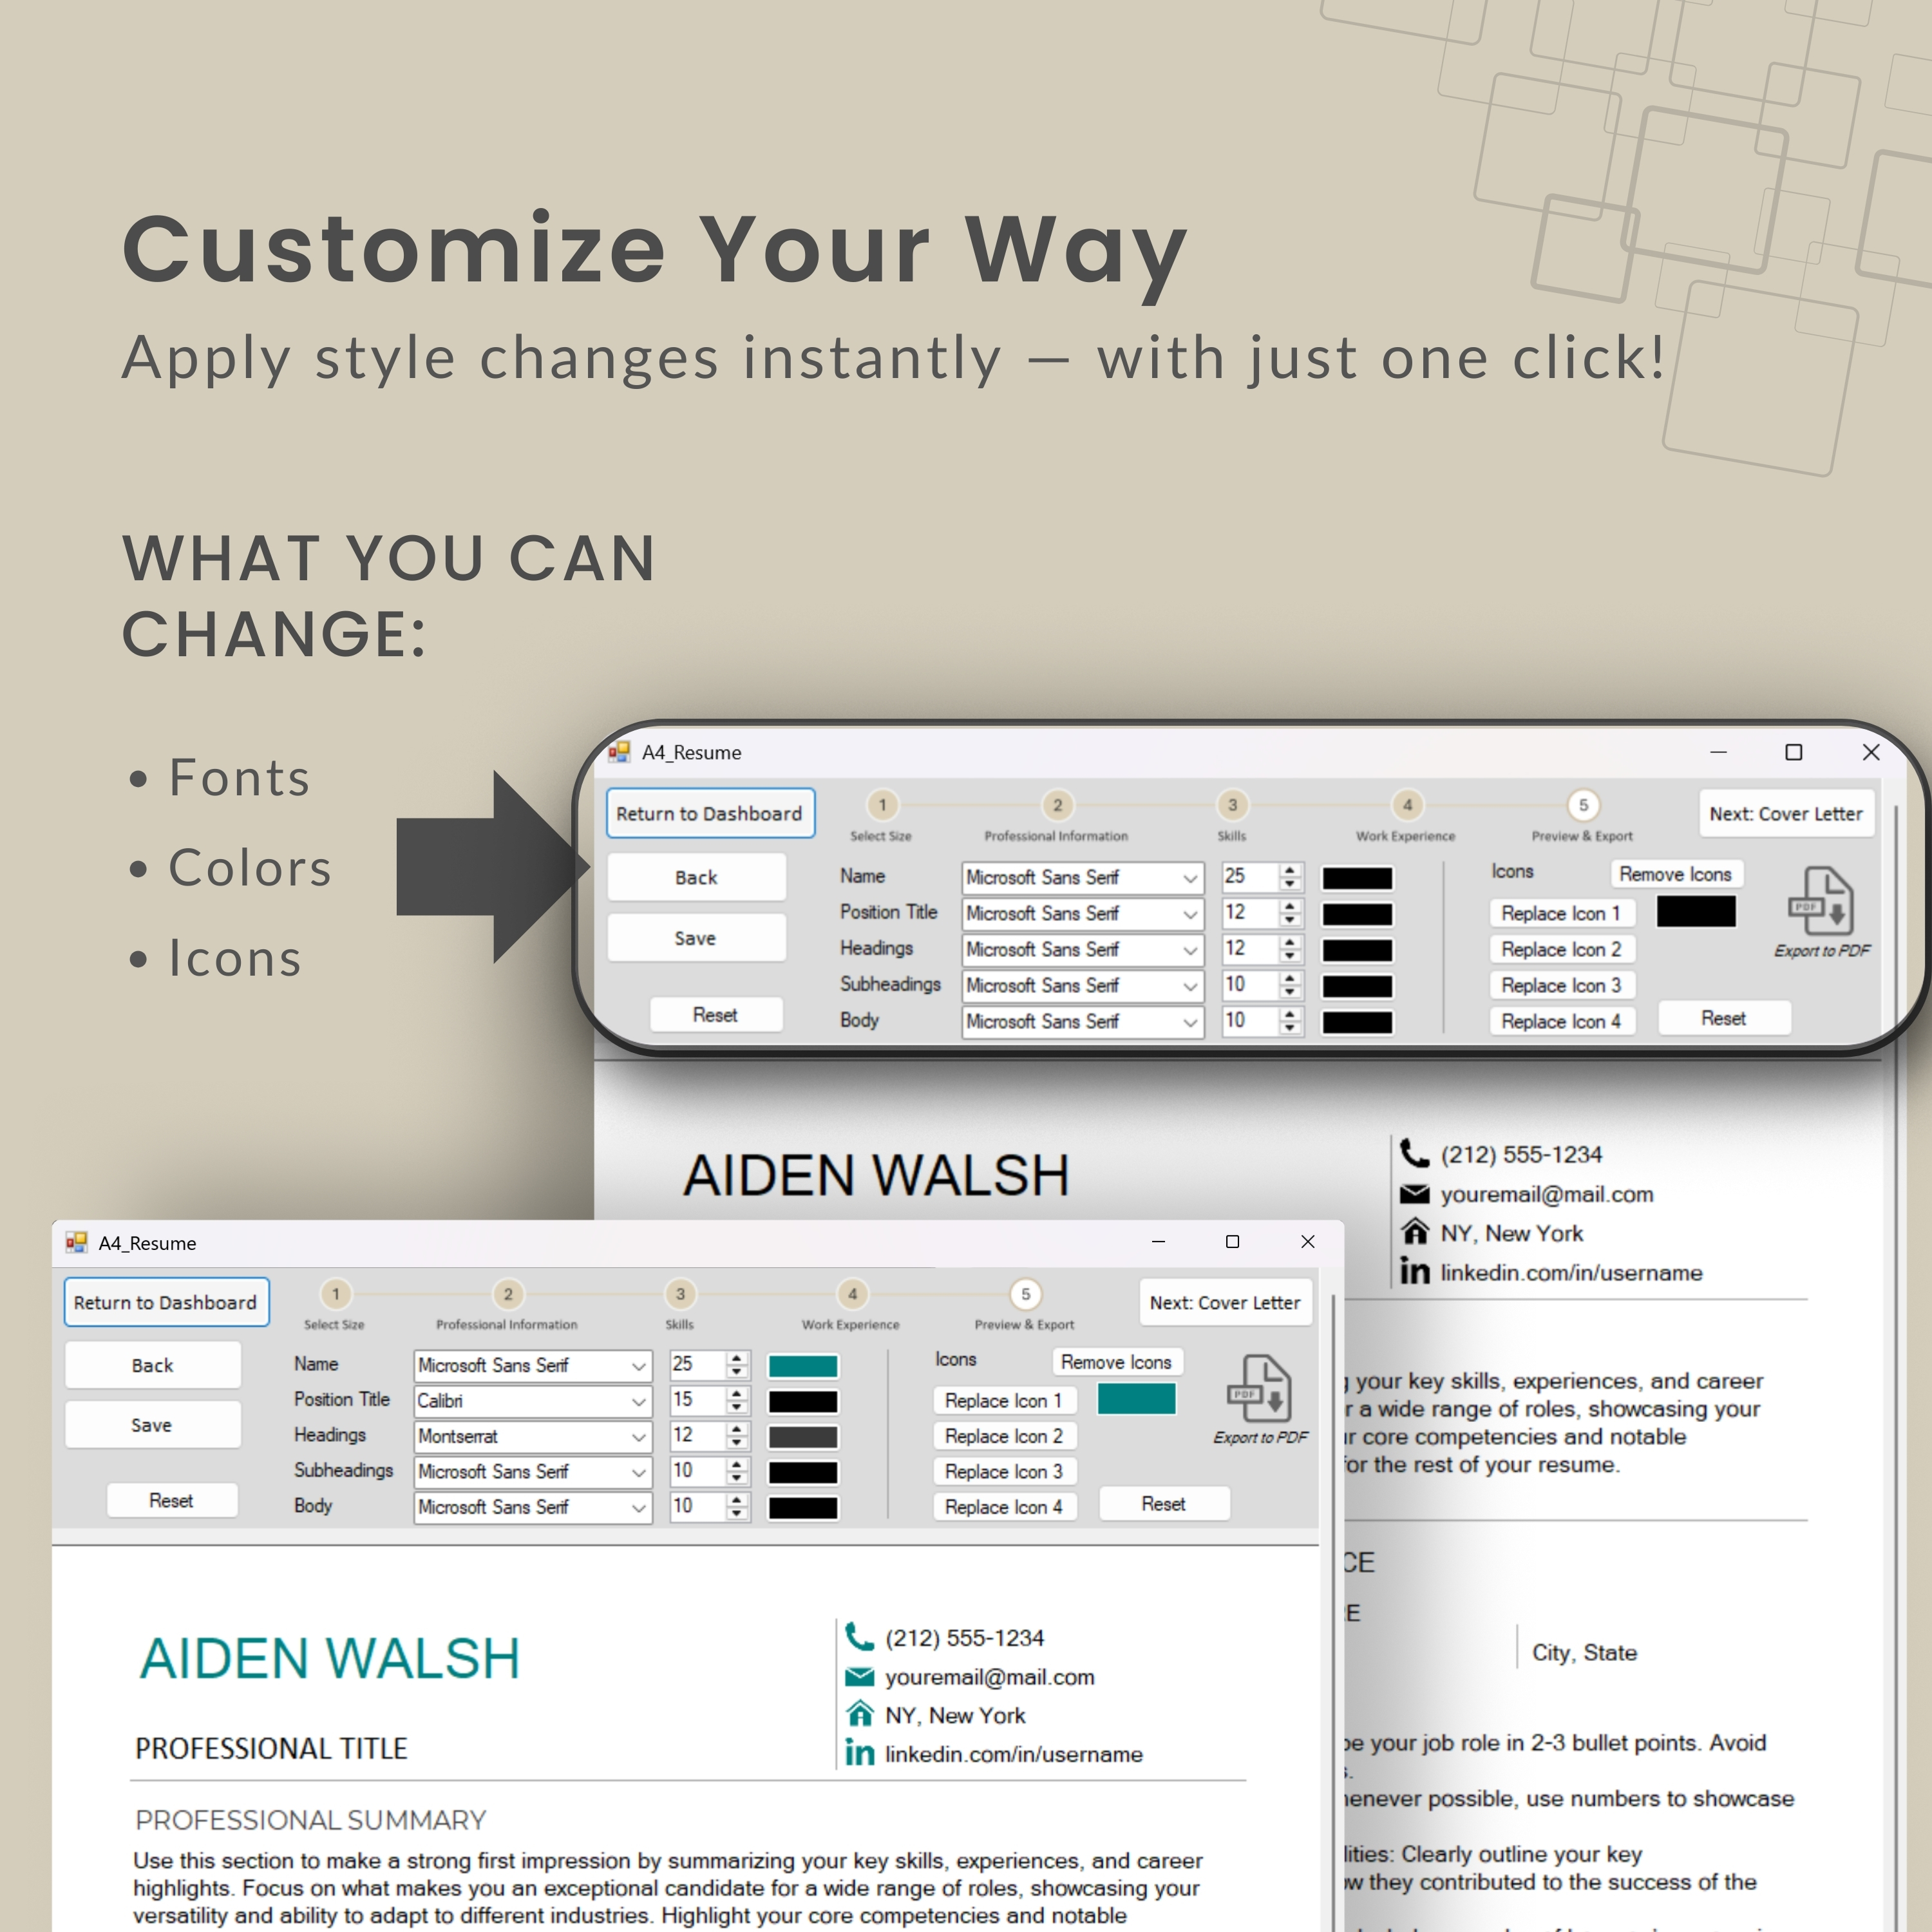 Customize Your Way
Apply style changes instantly — with just one click!
WHAT YOU CAN
CHANGE:
• Fonts
• Colors
• Icons
A4_Resume
Return to Dashboard
1
2
3
4
5
Select Size
Professional Information
Skills
Work Experience
Preview & Export
Next: Cover Letter
Back
Save
Reset
Name Microsoft Sans Serif 25
Position Title Microsoft Sans Serif 12
Headings Microsoft Sans Serif 12
Subheadings Microsoft Sans Serif 10
Body Microsoft Sans Serif 10
Icons
Remove Icons
Replace Icon 1
Replace Icon 2
Replace Icon 3
Replace Icon 4
Reset
PDF
Export to PDF
AIDEN WALSH
(212) 555-1234
youremail@mail.com
NY, New York
in linkedin.com/in/username
your key skills, experiences, and career
a wide range of roles, showcasing your
core competencies and notable
for the rest of your resume.
CE
E
City, State
your job role in 2-3 bullet points. Avoid
possible, use numbers to showcase
Clearly outline your key
they contributed to the success of the
A4_Resume
Return to Dashboard
1
2
3
4
5
Select Size
Professional Information
Skills
Work Experience
Preview & Export
Next: Cover Letter
Back
Save
Reset
Name Microsoft Sans Serif 25
Position Title Calibri 15
Headings Montserrat 12
Subheadings Microsoft Sans Serif 10
Body Microsoft Sans Serif 10
Icons
Remove Icons
Replace Icon 1
Replace Icon 2
Replace Icon 3
Replace Icon 4
Reset
PDF
Export to PDF
AIDEN WALSH
PROFESSIONAL TITLE
(212) 555-1234
youremail@mail.com
NY, New York
in linkedin.com/in/username
PROFESSIONAL SUMMARY
Use this section to make a strong first impression by summarizing your key skills, experiences, and career
highlights. Focus on what makes you an exceptional candidate for a wide range of roles, showcasing your
versatility and ability to adapt to different industries. Highlight your core competencies and notable